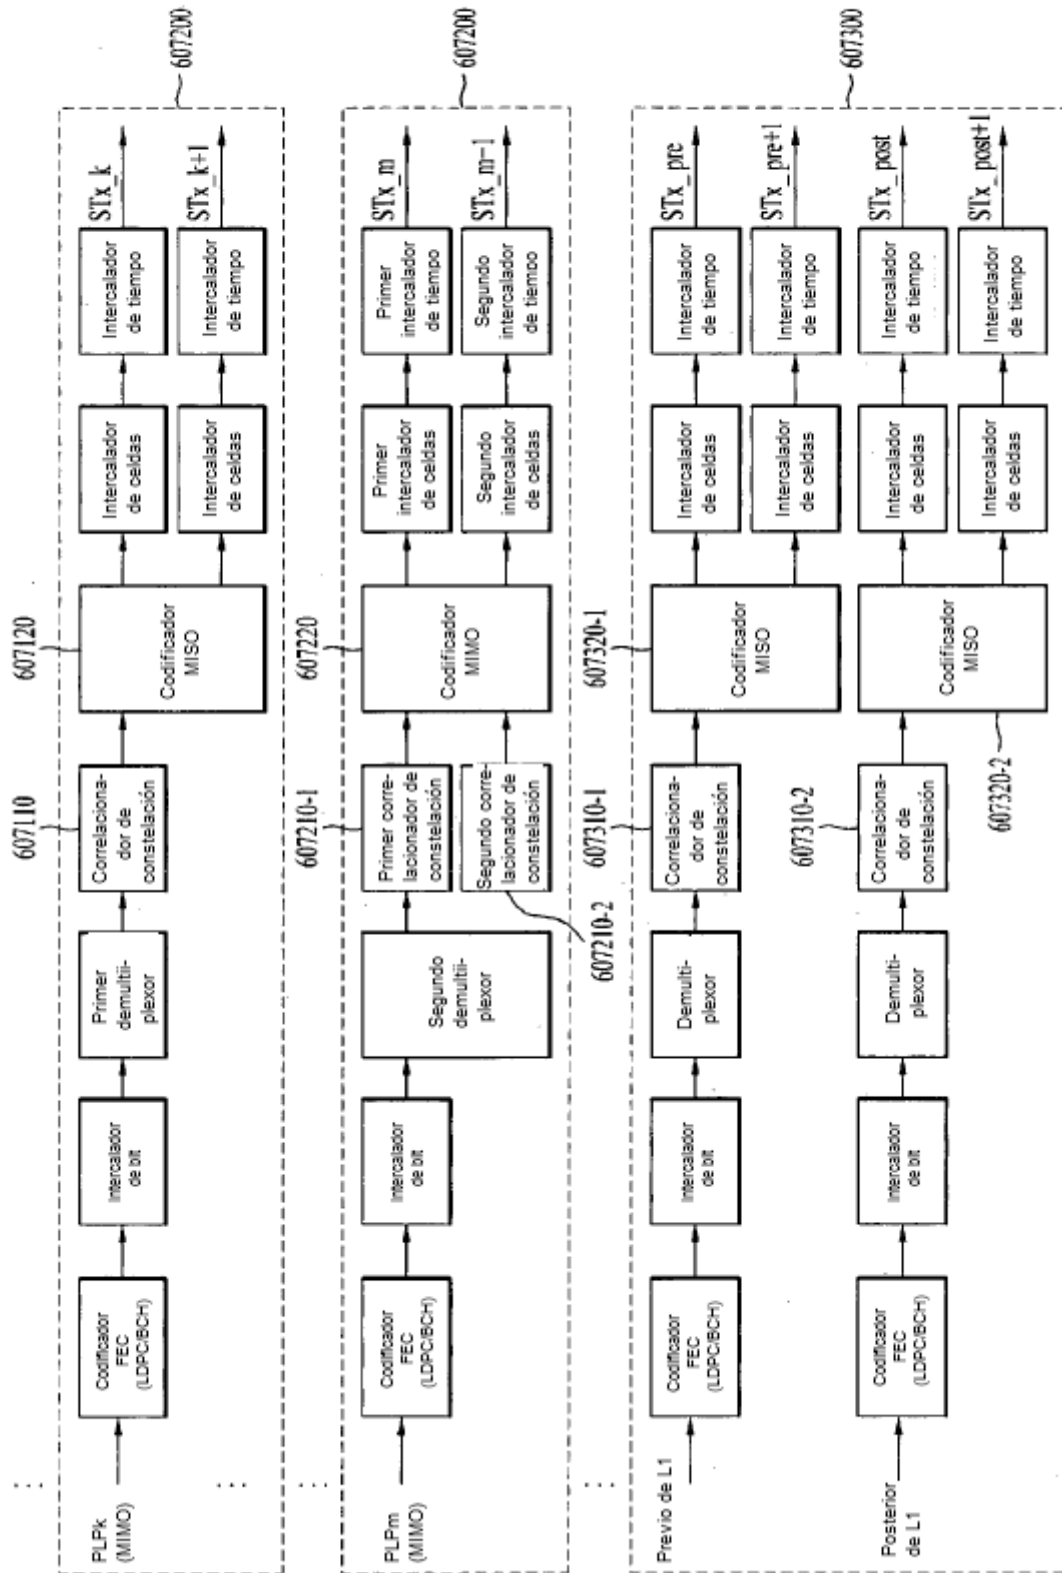 607200
PLPk
(MIMO)
Codificador
FEC
(LDPC/BCH)
Intercalador
de bit
Primer
demultii-
plexor
607110
Correlaciona-
dor de
constelación
607120
Codificador
MISO
Intercalador
de celdas
Intercalador
de tiempo
STx_k
Intercalador
de celdas
Intercalador
de tiempo
STx_k+1
607200
PLPm
(MIMO)
Codificador
FEC
(LDPC/BCH)
Intercalador
de bit
Segundo
demultii-
plexor
607210-1
Primer corre-
lacionador de
constelación
Segundo corre-
lacionador de
constelación
607210-2
607220
Codificador
MIMO
Primer
intercalador
de celdas
Primer
intercalador
de tiempo
STx_m
Segundo
intercalador
de celdas
Segundo
intercalador
de tiempo
STx_m-1
607300
Previo de L1
Codificador
FEC
(LDPC/BCH)
Intercalador
de bit
Demulti-
plexor
607310-1
Correlaciona-
dor de
constelación
607320-1
Codificador
MISO
Intercalador
de celdas
Intercalador
de tiempo
STx_pre
Intercalador
de celdas
Intercalador
de tiempo
STx_pre+1
Posterior
de L1
Codificador
FEC
(LDPC/BCH)
Intercalador
de bit
Demulti-
plexor
607310-2
Correlaciona-
dor de
constelación
Codificador
MISO
607320-2
Intercalador
de celdas
Intercalador
de tiempo
STx_post
Intercalador
de celdas
Intercalador
de tiempo
STx_post+1